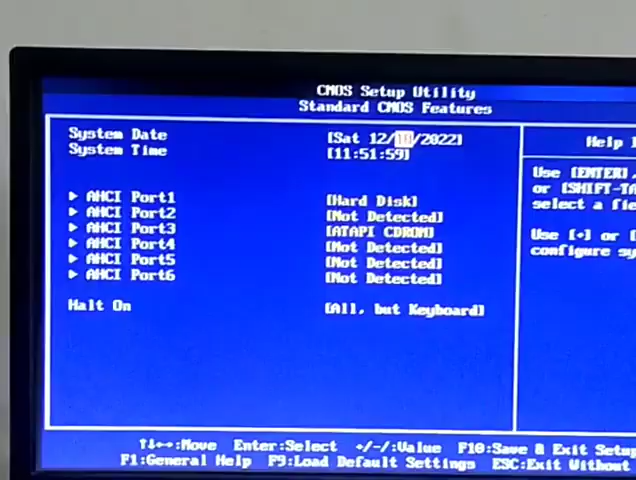 CMOS Setup Utility
Standard CMOS Features
System Date [Sat 12/10/2022]
System Time [11:51:59]
Help
AHCI Port1 [Hard Disk]
AHCI Port2 [Not Detected]
AHCI Port3 [ATAPI CDROM]
AHCI Port4 [Not Detected]
AHCI Port5 [Not Detected]
AHCI Port6 [Not Detected]
Halt On [All, but Keyboard]
Use [ENTER],
or [SHIFT-TA
select a fie
Use [+] or [
configure sy
↑↓←→:Move Enter:Select +/-/:Value F10:Save & Exit Setup
F1:General Help F9:Load Default Settings ESC:Exit Without